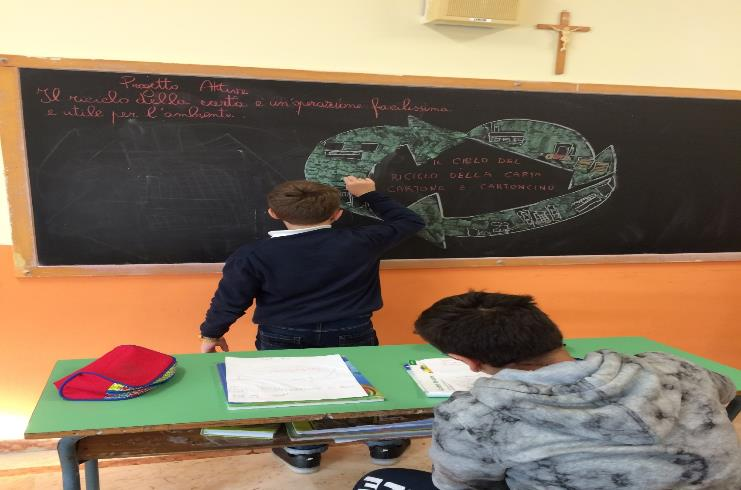 Progetto Aktive
Il riciclo della carta e un'operazione facilissima
e utile per l'ambiente.
IL CICLO DEL
RICICLO DELLA CARTA
CARTONE E CARTONCINO